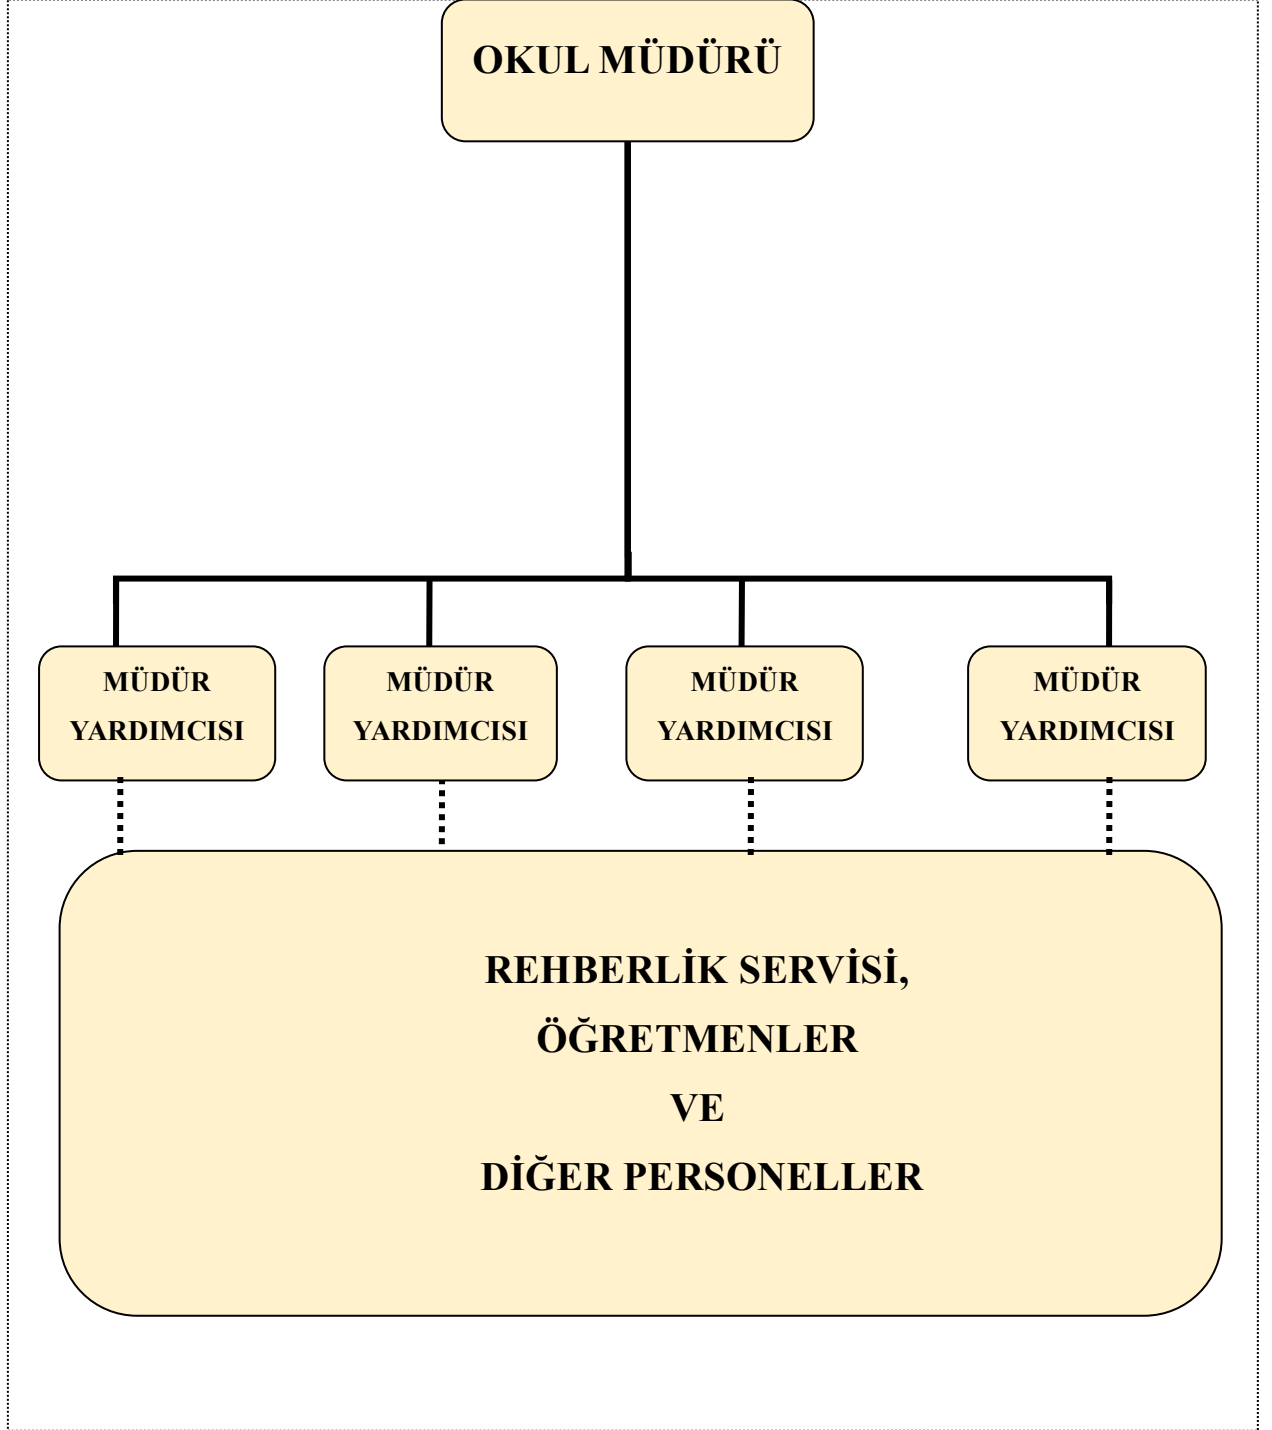 OKUL MÜDÜRÜ
MÜDÜR
YARDIMCISI
MÜDÜR
YARDIMCISI
MÜDÜR
YARDIMCISI
MÜDÜR
YARDIMCISI
REHBERLİK SERVİSİ,
ÖĞRETMENLER
VE
DİĞER PERSONELLER